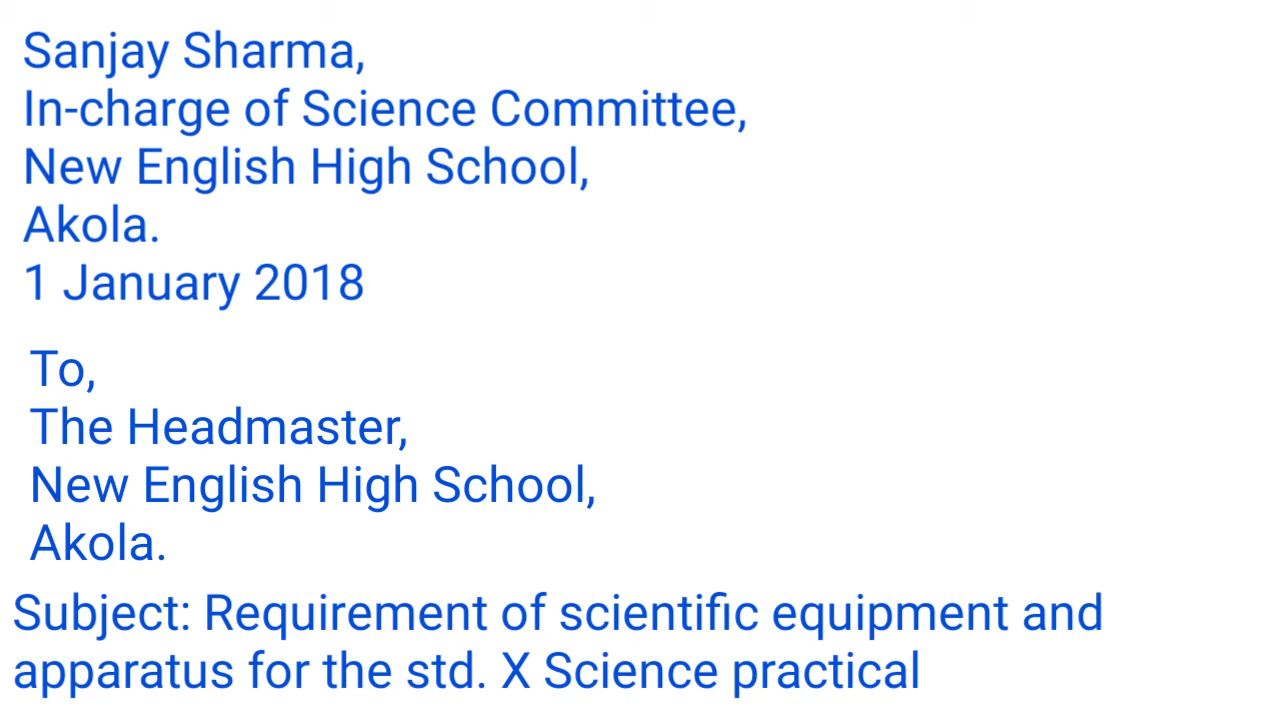 Sanjay Sharma,
In-charge of Science Committee,
New English High School,
Akola.
1 January 2018
To,
The Headmaster,
New English High School,
Akola.
Subject: Requirement of scientific equipment and
apparatus for the std. X Science practical